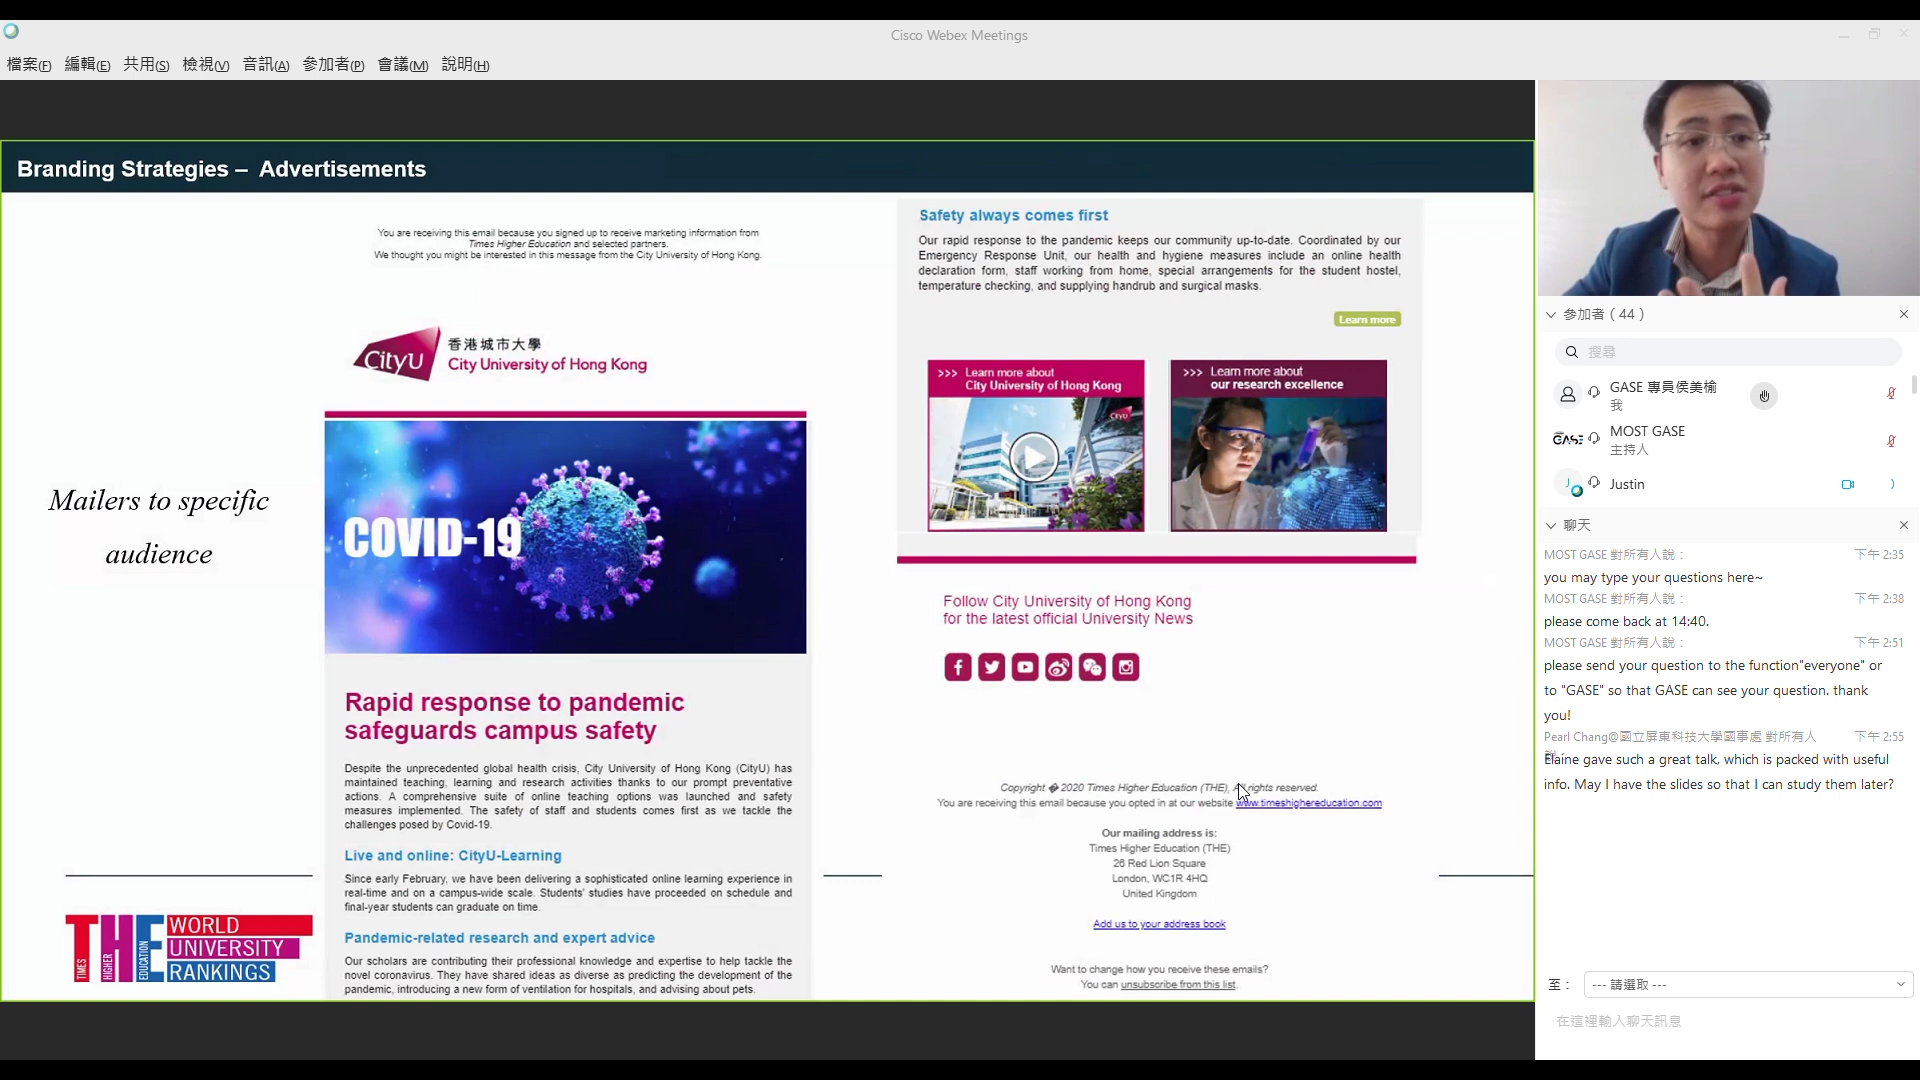 Cisco Webex Meetings
檔案(F) 編輯(E) 共用(S) 檢視(V) 音訊(A) 參加者(P) 會議(M) 說明(H)
Branding Strategies – Advertisements
Mailers to specific
audience
THE
TIMES HIGHER EDUCATION
WORLD
UNIVERSITY
RANKINGS
You are receiving this email because you signed up to receive marketing information from
Times Higher Education and selected partners.
We thought you might be interested in this message from the City University of Hong Kong.
CityU
香港城市大學
City University of Hong Kong
COVID-19
Rapid response to pandemic
safeguards campus safety
Despite the unprecedented global health crisis, City University of Hong Kong (CityU) has
maintained teaching, learning and research activities thanks to our prompt preventative
actions. A comprehensive suite of online teaching options was launched and safety
measures implemented. The safety of staff and students comes first as we tackle the
challenges posed by Covid-19.
Live and online: CityU-Learning
Since early February, we have been delivering a sophisticated online learning experience in
real-time and on a campus-wide scale. Students' studies have proceeded on schedule and
final-year students can graduate on time.
Pandemic-related research and expert advice
Our scholars are contributing their professional knowledge and expertise to help tackle the
novel coronavirus. They have shared ideas as diverse as predicting the development of the
pandemic, introducing a new form of ventilation for hospitals, and advising about pets.
Safety always comes first
Our rapid response to the pandemic keeps our community up-to-date. Coordinated by our
Emergency Response Unit, our health and hygiene measures include an online health
declaration form, staff working from home, special arrangements for the student hostel,
temperature checking, and supplying handrub and surgical masks.
Learn more
>>> Learn more about
City University of Hong Kong
CityU
>>> Learn more about
our research excellence
Follow City University of Hong Kong
for the latest official University News
Copyright � 2020 Times Higher Education (THE), All rights reserved.
You are receiving this email because you opted in at our website www.timeshighereducation.com
Our mailing address is:
Times Higher Education (THE)
26 Red Lion Square
London, WC1R 4HQ
United Kingdom
Add us to your address book
Want to change how you receive these emails?
You can unsubscribe from this list.
參加者 ( 44 )
搜尋
GASE 專員侯美榆
我
GASE
MOST GASE
主持人
J
Justin
聊天
MOST GASE 對所有人說： 下午 2:35
you may type your questions here~
MOST GASE 對所有人說： 下午 2:38
please come back at 14:40.
MOST GASE 對所有人說： 下午 2:51
please send your question to the function"everyone" or
to "GASE" so that GASE can see your question. thank
you!
Pearl Chang@國立屏東科技大學國事處 對所有人 下午 2:55
Elaine gave such a great talk, which is packed with useful
info. May I have the slides so that I can study them later?
至： --- 請選取 ---
在這裡輸入聊天訊息